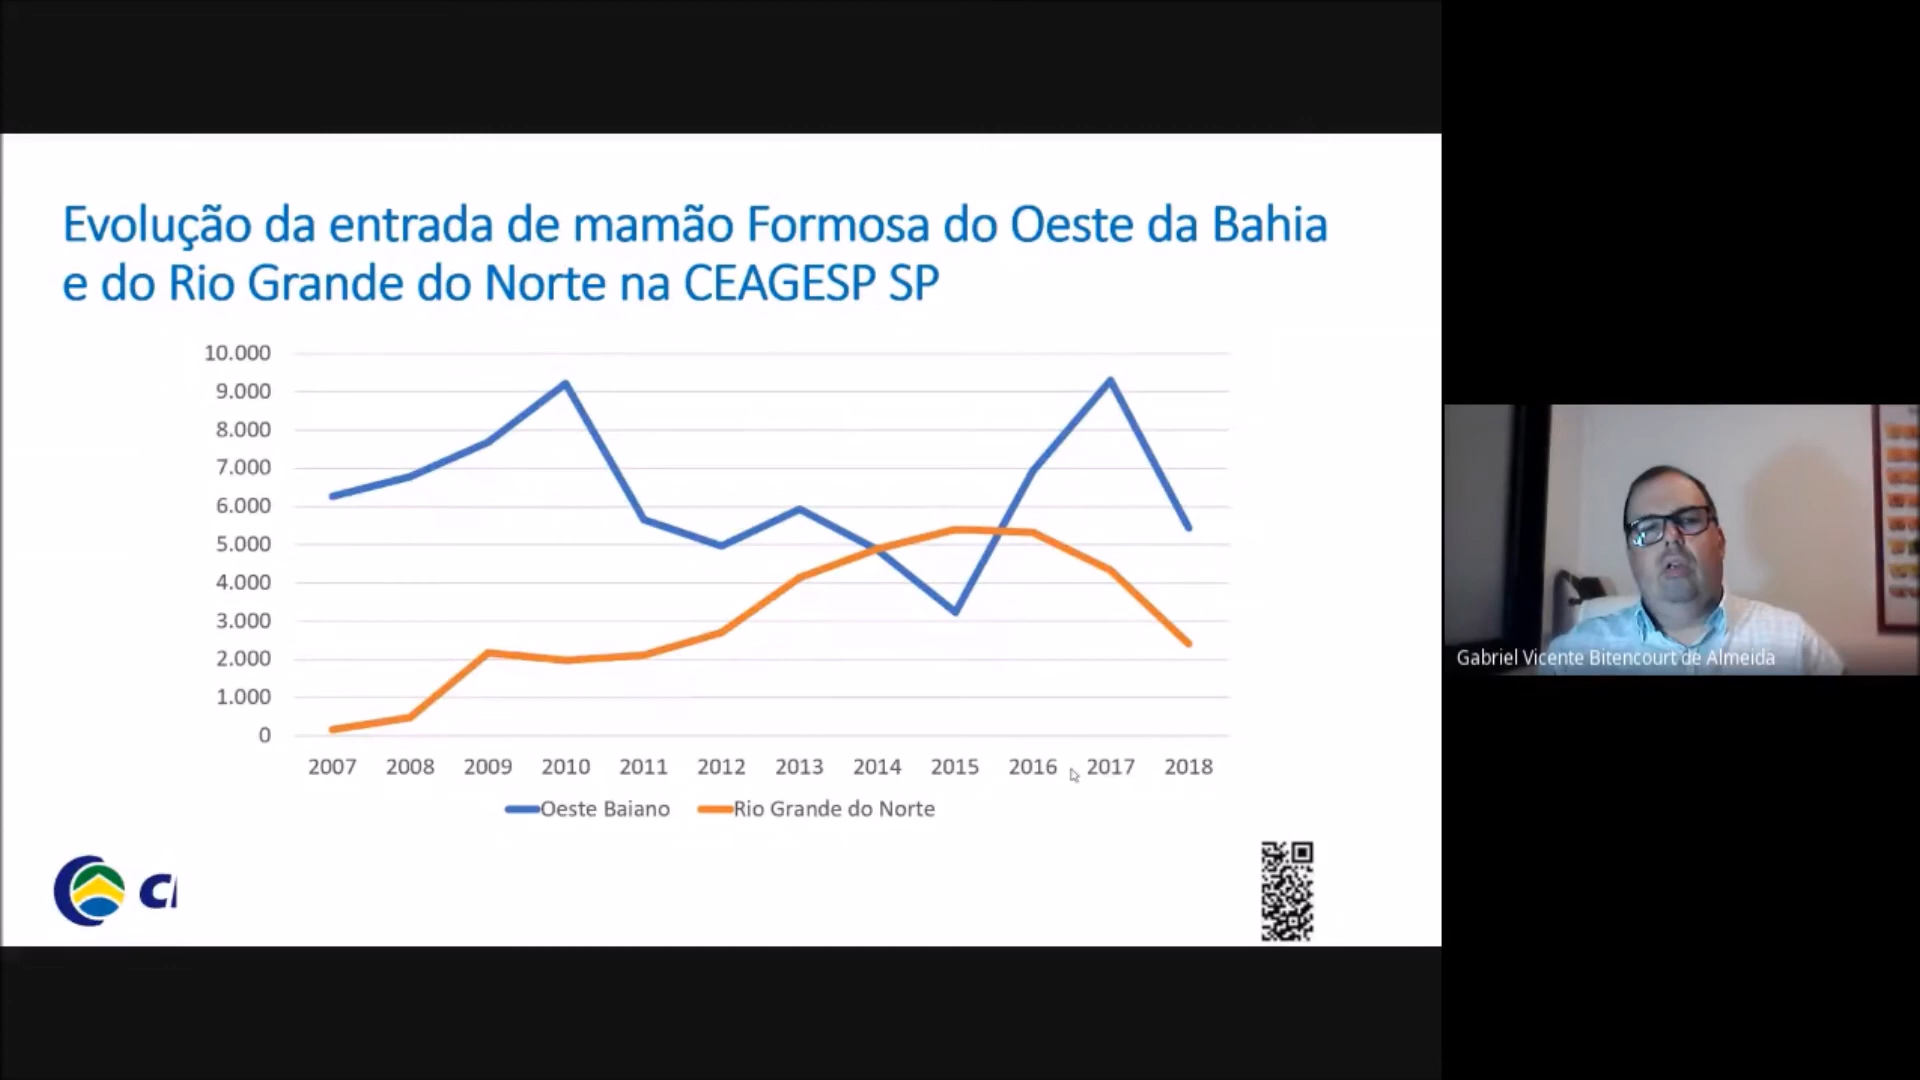 Evolução da entrada de mamão Formosa do Oeste da Bahia
e do Rio Grande do Norte na CEAGESP SP
10.000
9.000
8.000
7.000
6.000
5.000
4.000
3.000
2.000
1.000
0
2007 2008 2009 2010 2011 2012 2013 2014 2015 2016 2017 2018
Oeste Baiano Rio Grande do Norte
Gabriel Vicente Bitencourt de Almeida